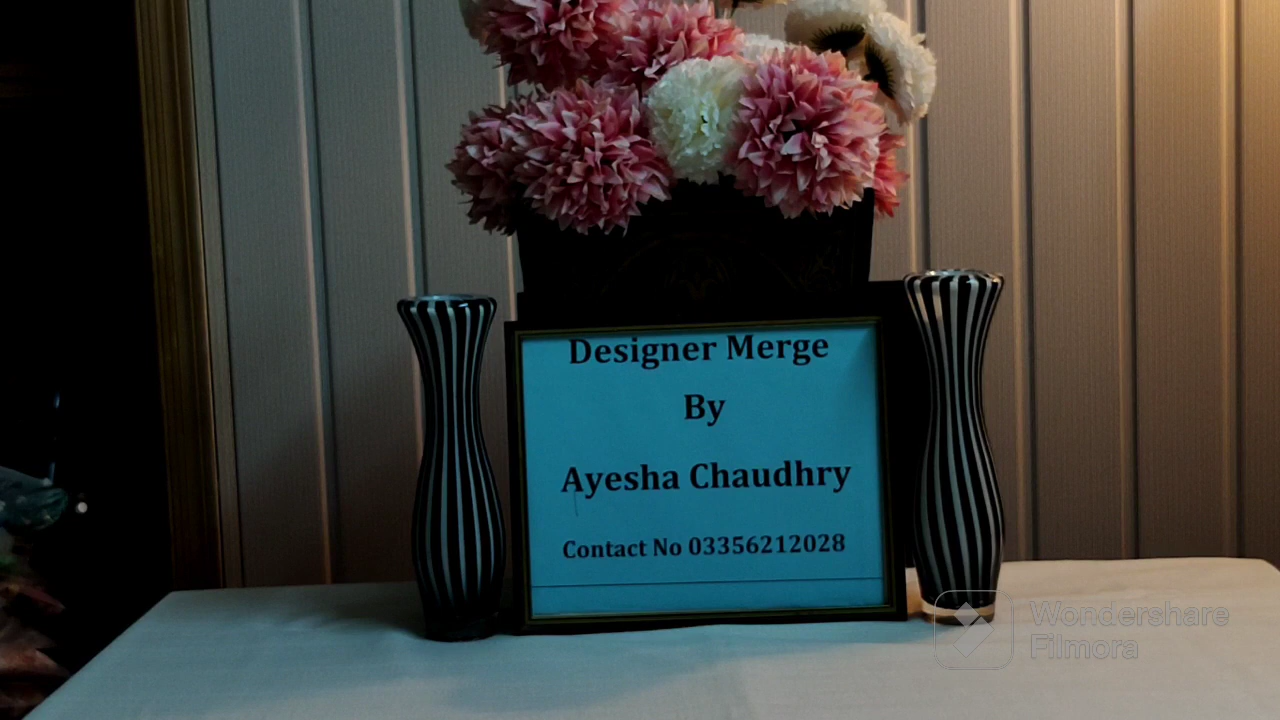 Designer Merge
By
Ayesha Chaudhry
Contact No 03356212028
Wondershare
Filmora